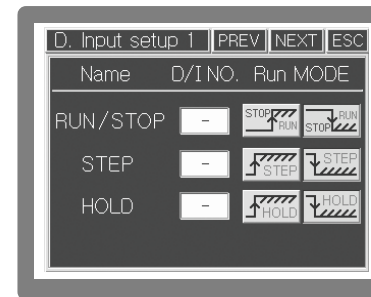 D. Input setup 1 PREV NEXT ESC
Name D/I NO. Run MODE
RUN/STOP - STOP RUN STOP RUN
STEP - STEP STEP
HOLD - HOLD HOLD